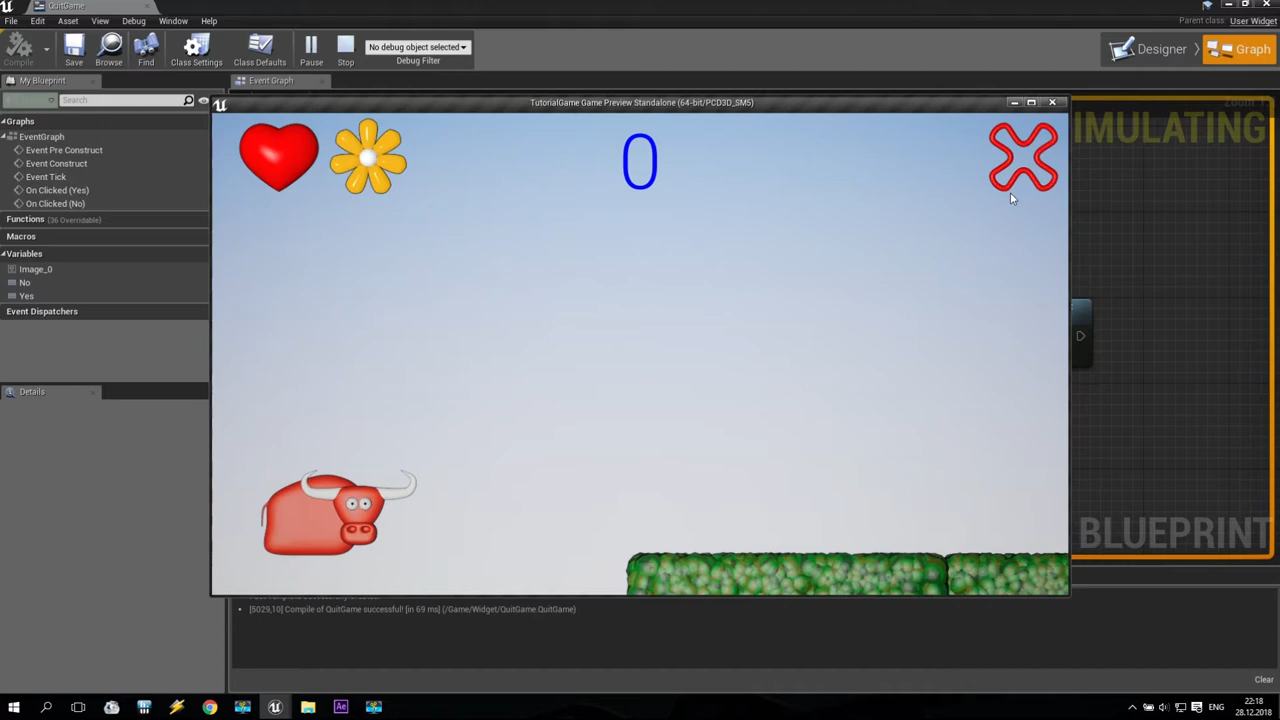 QuitGame
File Edit Asset View Debug Window Help
Parent class: User Widget
Compile Save Browse Find Class Settings Class Defaults Pause Stop
No debug object selected
Debug Filter
Designer Graph
My Blueprint
Event Graph
Search
TutorialGame Game Preview Standalone (64-bit/PCD3D_SM5)
Graphs
EventGraph
Event Pre Construct
Event Construct
Event Tick
On Clicked (Yes)
On Clicked (No)
Functions (36 Overridable)
Macros
Variables
Image_0
No
Yes
Event Dispatchers
Details
0
IMULATING
BLUEPRINT
[5029,10] Compile of QuitGame successful! [in 69 ms] (/Game/Widget/QuitGame.QuitGame)
Clear
Ae
ENG
22:18
28.12.2018